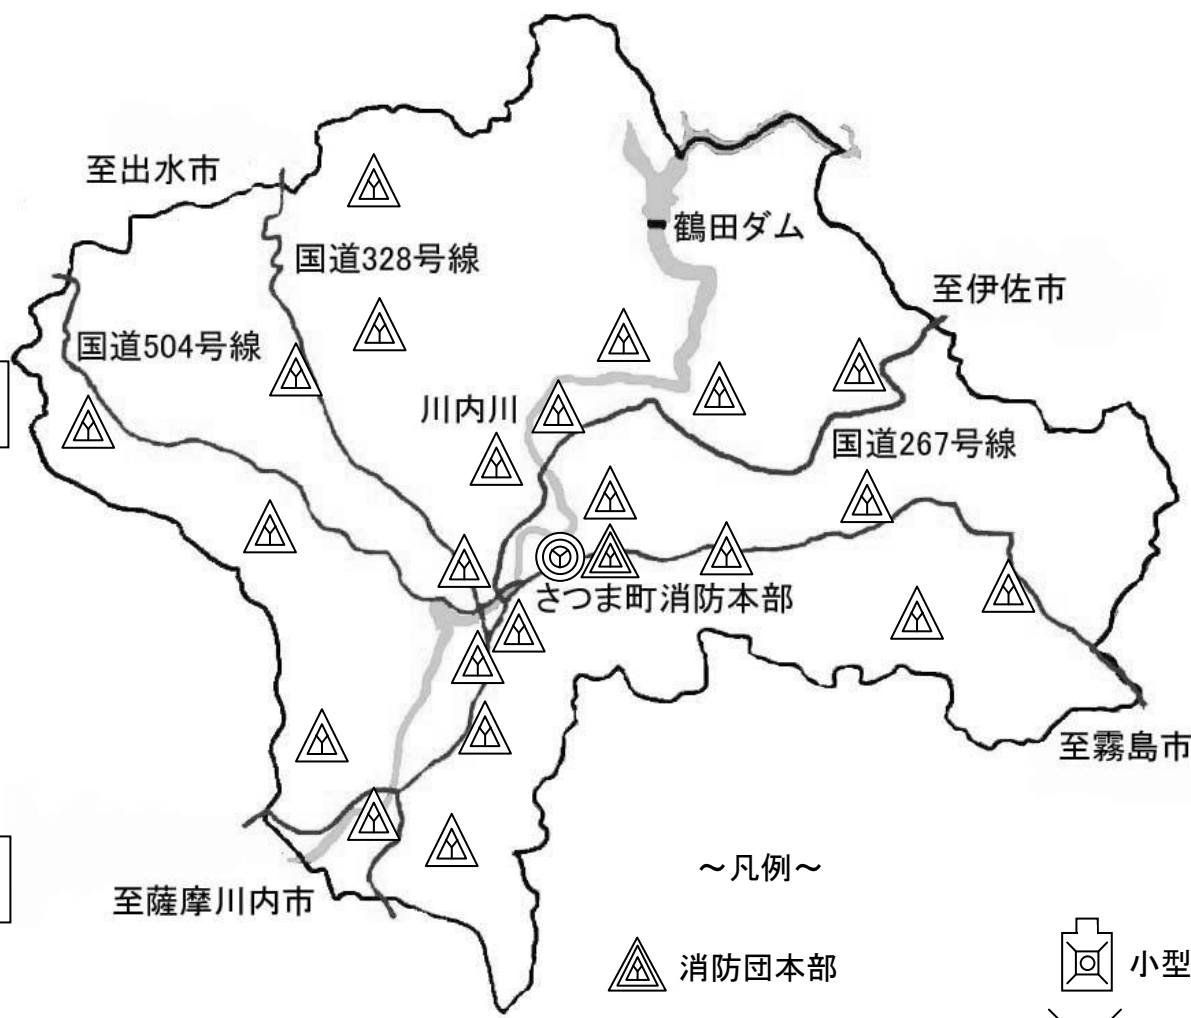 至出水市
鶴田ダム
国道328号線
至伊佐市
国道504号線
川内川
国道267号線
さつま町消防本部
至霧島市
～凡例～
至薩摩川内市
消防団本部
小型